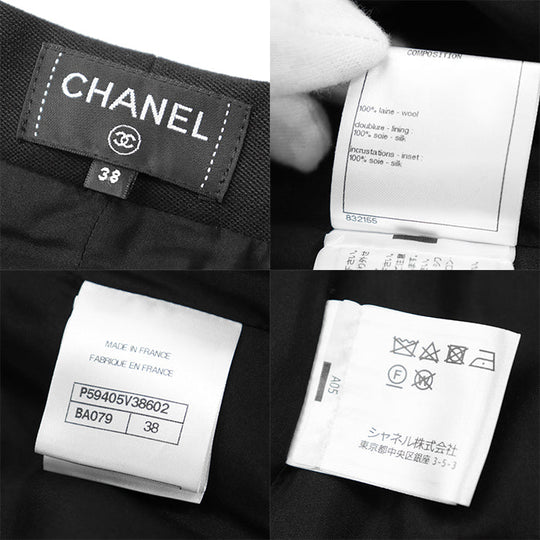 CHANEL
38
COMPOSITION
100% laine - wool
doublure - lining
100% soie - silk
incrustations - inset :
100% soie - silk
832155
MADE IN FRANCE
FABRIQUÉ EN FRANCE
P59405V38602
BA079 38
A05
シャネル株式会社
東京都中央区銀座3-5-3